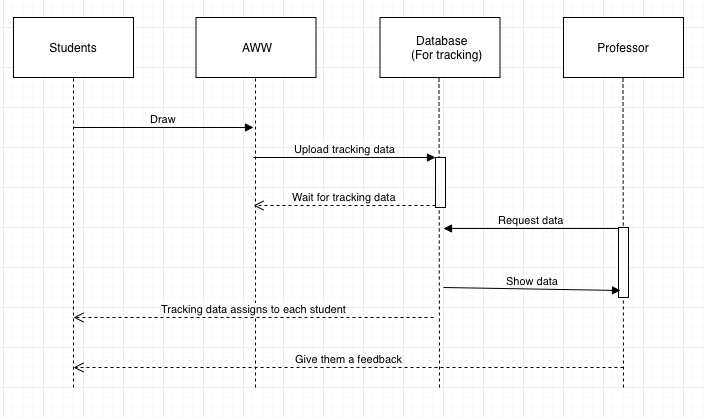 Students
AWW
Database
(For tracking)
Professor
Draw
Upload tracking data
Wait for tracking data
Request data
Show data
Tracking data assigns to each student
Give them a feedback